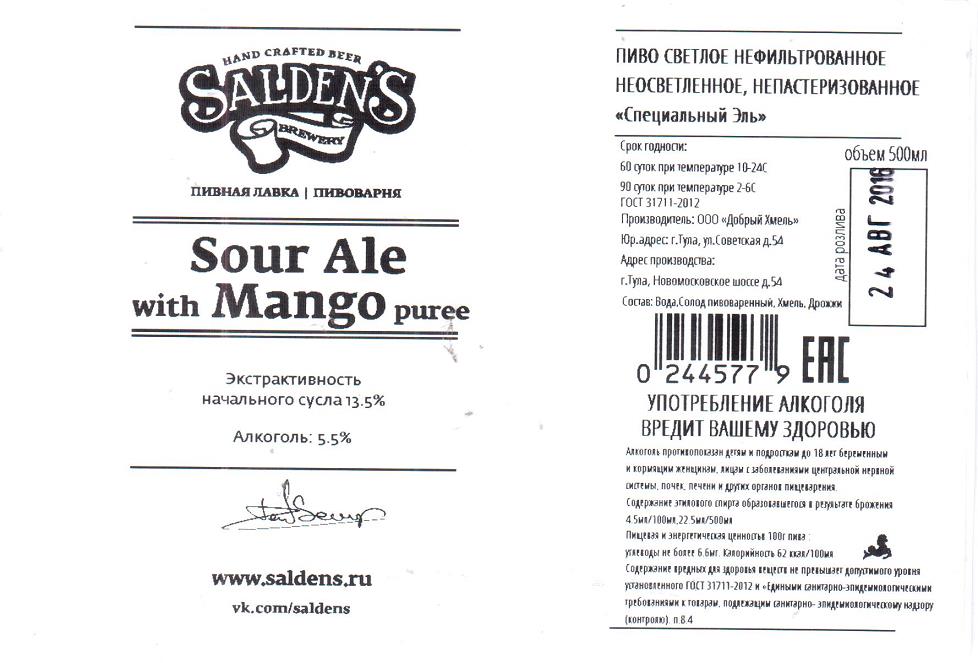 HAND CRAFTED BEER
SALDEN'S
BREWERY
ПИВНАЯ ЛАВКА | ПИВОВАРНЯ
Sour Ale
with Mango puree
Экстрактивность
начального сусла 13.5%
Алкоголь: 5.5%
www.saldens.ru
vk.com/saldens
ПИВО СВЕТЛОЕ НЕФИЛЬТРОВАННОЕ
НЕОСВЕТЛЕННОЕ, НЕПАСТЕРИЗОВАННОЕ
«Специальный Эль»
Срок годности:
60 суток при температуре 10-24С
90 суток при температуре 2-6С
ГОСТ 31711-2012
Производитель: ООО «Добрый Хмель»
Юр.адрес: г.Тула, ул.Советская д.54
Адрес производства:
г.Тула, Новомосковское шоссе д.54
Состав: Вода,Солод пивоваренный, Хмель, Дрожжи
объем 500мл
дата розлива
24 АВГ 2016
0 244577 9
EAC
УПОТРЕБЛЕНИЕ АЛКОГОЛЯ
ВРЕДИТ ВАШЕМУ ЗДОРОВЬЮ
Алкоголь противопоказан детям и подросткам до 18 лет беременным
и кормящим женщинам, лицам с заболеваниями центральной нервной
системы, почек, печени и других органов пищеварения.
Содержание этилового спирта образовавшегося в результате брожения
4.5мл/100мл,22.5мл/500мл
Пищевая и энергетическая ценность 100г пива :
углеводы не более 6.6мг. Калорийность 62 ккал/100мл
Содержание вредных для здоровья веществ не превышает допустимого уровня
установленного ГОСТ 31711-2012 и «Едиными санитарно-эпидемиологическими
требованиями к товарам, подлежащим санитарно- эпидемиологическому надзору
(контролю). п.8.4